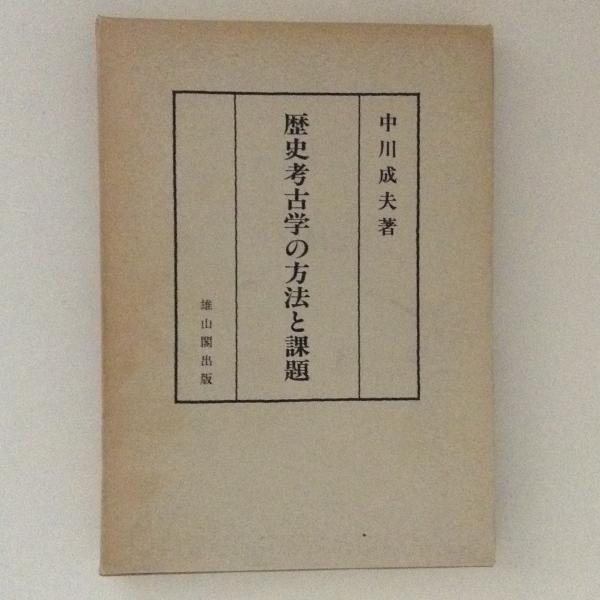 中川成夫著
歴史考古学の方法と課題
雄山閣出版